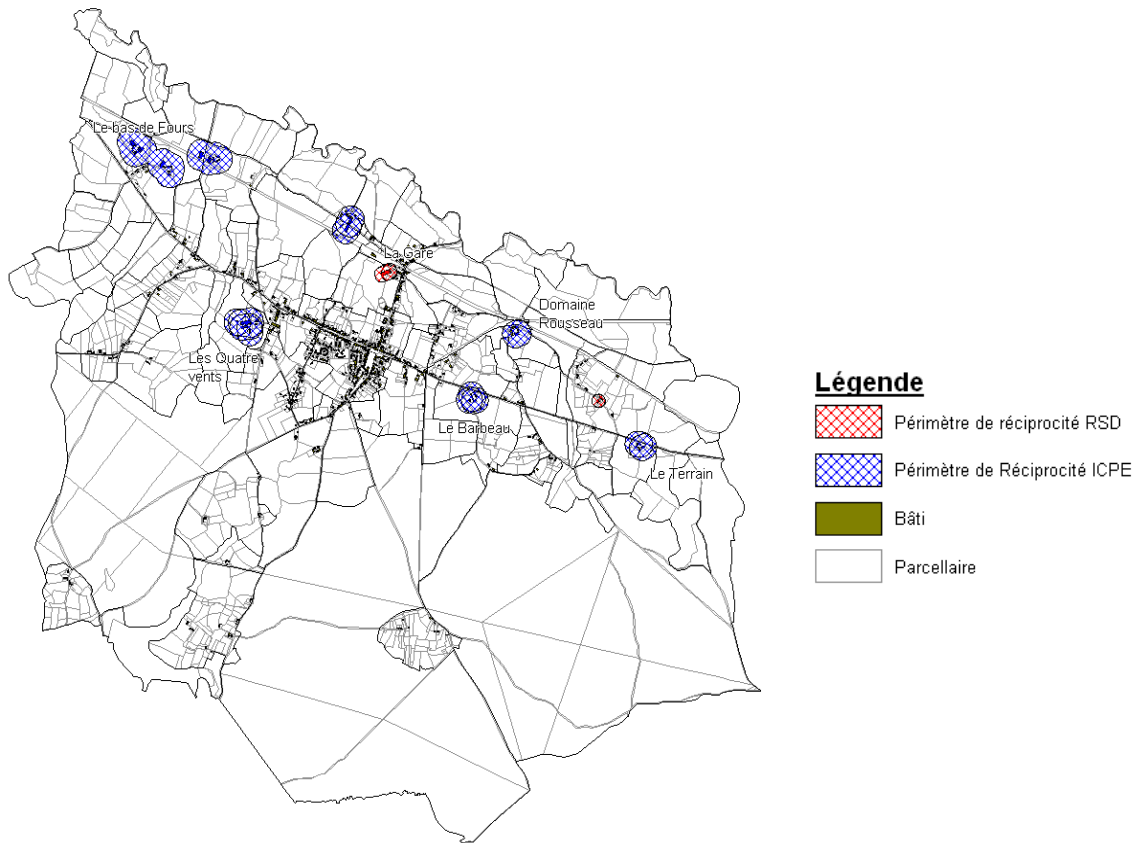 Le bas de Fours
La Gare
Domaine
Rousseau
Les Quatre
vents
Le Barbeau
Le Terrain
Légende
Périmètre de réciprocité RSD
Périmètre de Réciprocité ICPE
Bâti
Parcellaire